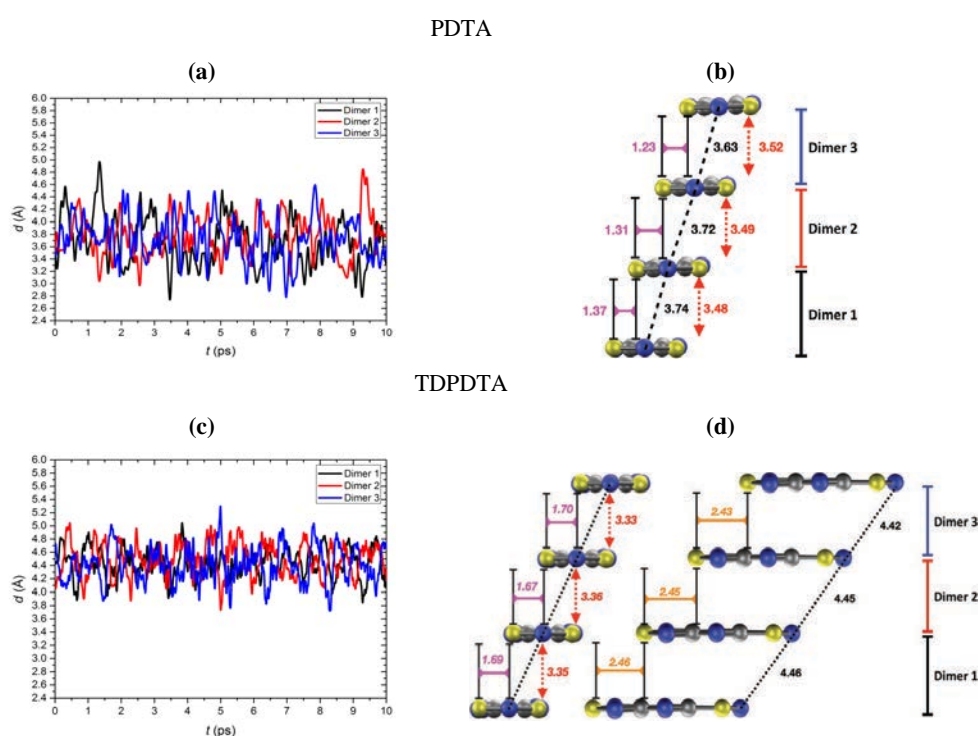 PDTA
(a)
(b)
6.0
5.8
5.6
5.4
5.2
5.0
4.8
4.6
4.4
4.2
4.0
3.8
3.6
3.4
3.2
3.0
2.8
2.6
2.4
d (Å)
0 1 2 3 4 5 6 7 8 9 10
t (ps)
Dimer 1
Dimer 2
Dimer 3
1.23
3.63
3.52
Dimer 3
1.31
3.72
3.49
Dimer 2
1.37
3.74
3.48
Dimer 1
TDPDTA
(c)
(d)
6.0
5.8
5.6
5.4
5.2
5.0
4.8
4.6
4.4
4.2
4.0
3.8
3.6
3.4
3.2
3.0
2.8
2.6
2.4
d (Å)
0 1 2 3 4 5 6 7 8 9 10
t (ps)
Dimer 1
Dimer 2
Dimer 3
1.70
3.33
2.43
4.42
Dimer 3
1.67
3.36
2.45
4.45
Dimer 2
1.69
3.35
2.46
4.46
Dimer 1